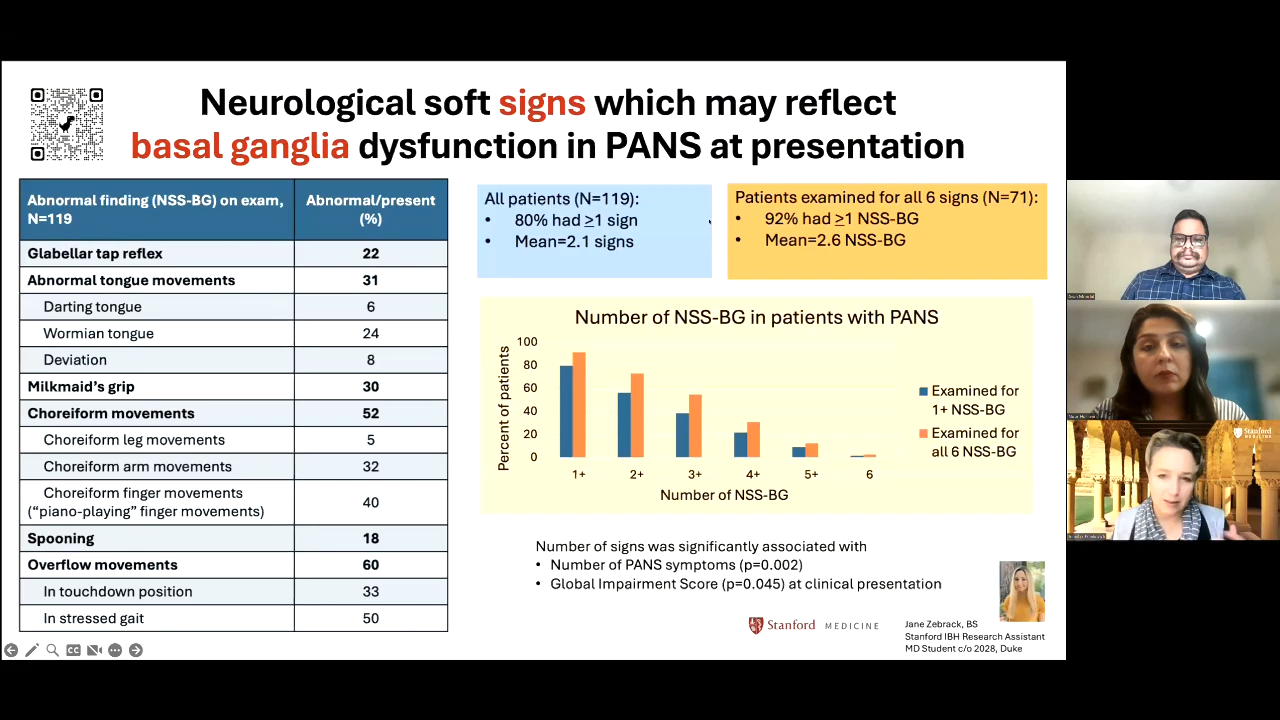 Neurological soft signs which may reflect
basal ganglia dysfunction in PANS at presentation
Abnormal finding (NSS-BG) on exam,
N=119
Abnormal/present
(%)
Glabellar tap reflex 22
Abnormal tongue movements 31
Darting tongue 6
Wormian tongue 24
Deviation 8
Milkmaid's grip 30
Choreiform movements 52
Choreiform leg movements 5
Choreiform arm movements 32
Choreiform finger movements
("piano-playing" finger movements) 40
Spooning 18
Overflow movements 60
In touchdown position 33
In stressed gait 50
All patients (N=119):
• 80% had ≥1 sign
• Mean=2.1 signs
Patients examined for all 6 signs (N=71):
• 92% had ≥1 NSS-BG
• Mean=2.6 NSS-BG
Number of NSS-BG in patients with PANS
Percent of patients
100
80
60
40
20
0
1+ 2+ 3+ 4+ 5+ 6
Number of NSS-BG
Examined for
1+ NSS-BG
Examined for
all 6 NSS-BG
Number of signs was significantly associated with
• Number of PANS symptoms (p=0.002)
• Global Impairment Score (p=0.045) at clinical presentation
Stanford MEDICINE
Jane Zebrack, BS
Stanford IBH Research Assistant
MD Student c/o 2028, Duke
CC
Stanford
MEDICINE